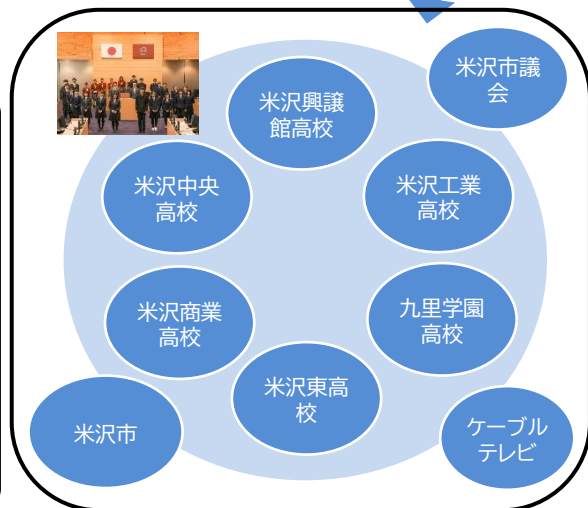 米沢市議
会
米沢興譲
館高校
米沢中央
高校
米沢工業
高校
米沢商業
高校
九里学園
高校
米沢東高
校
米沢市
ケーブル
テレビ